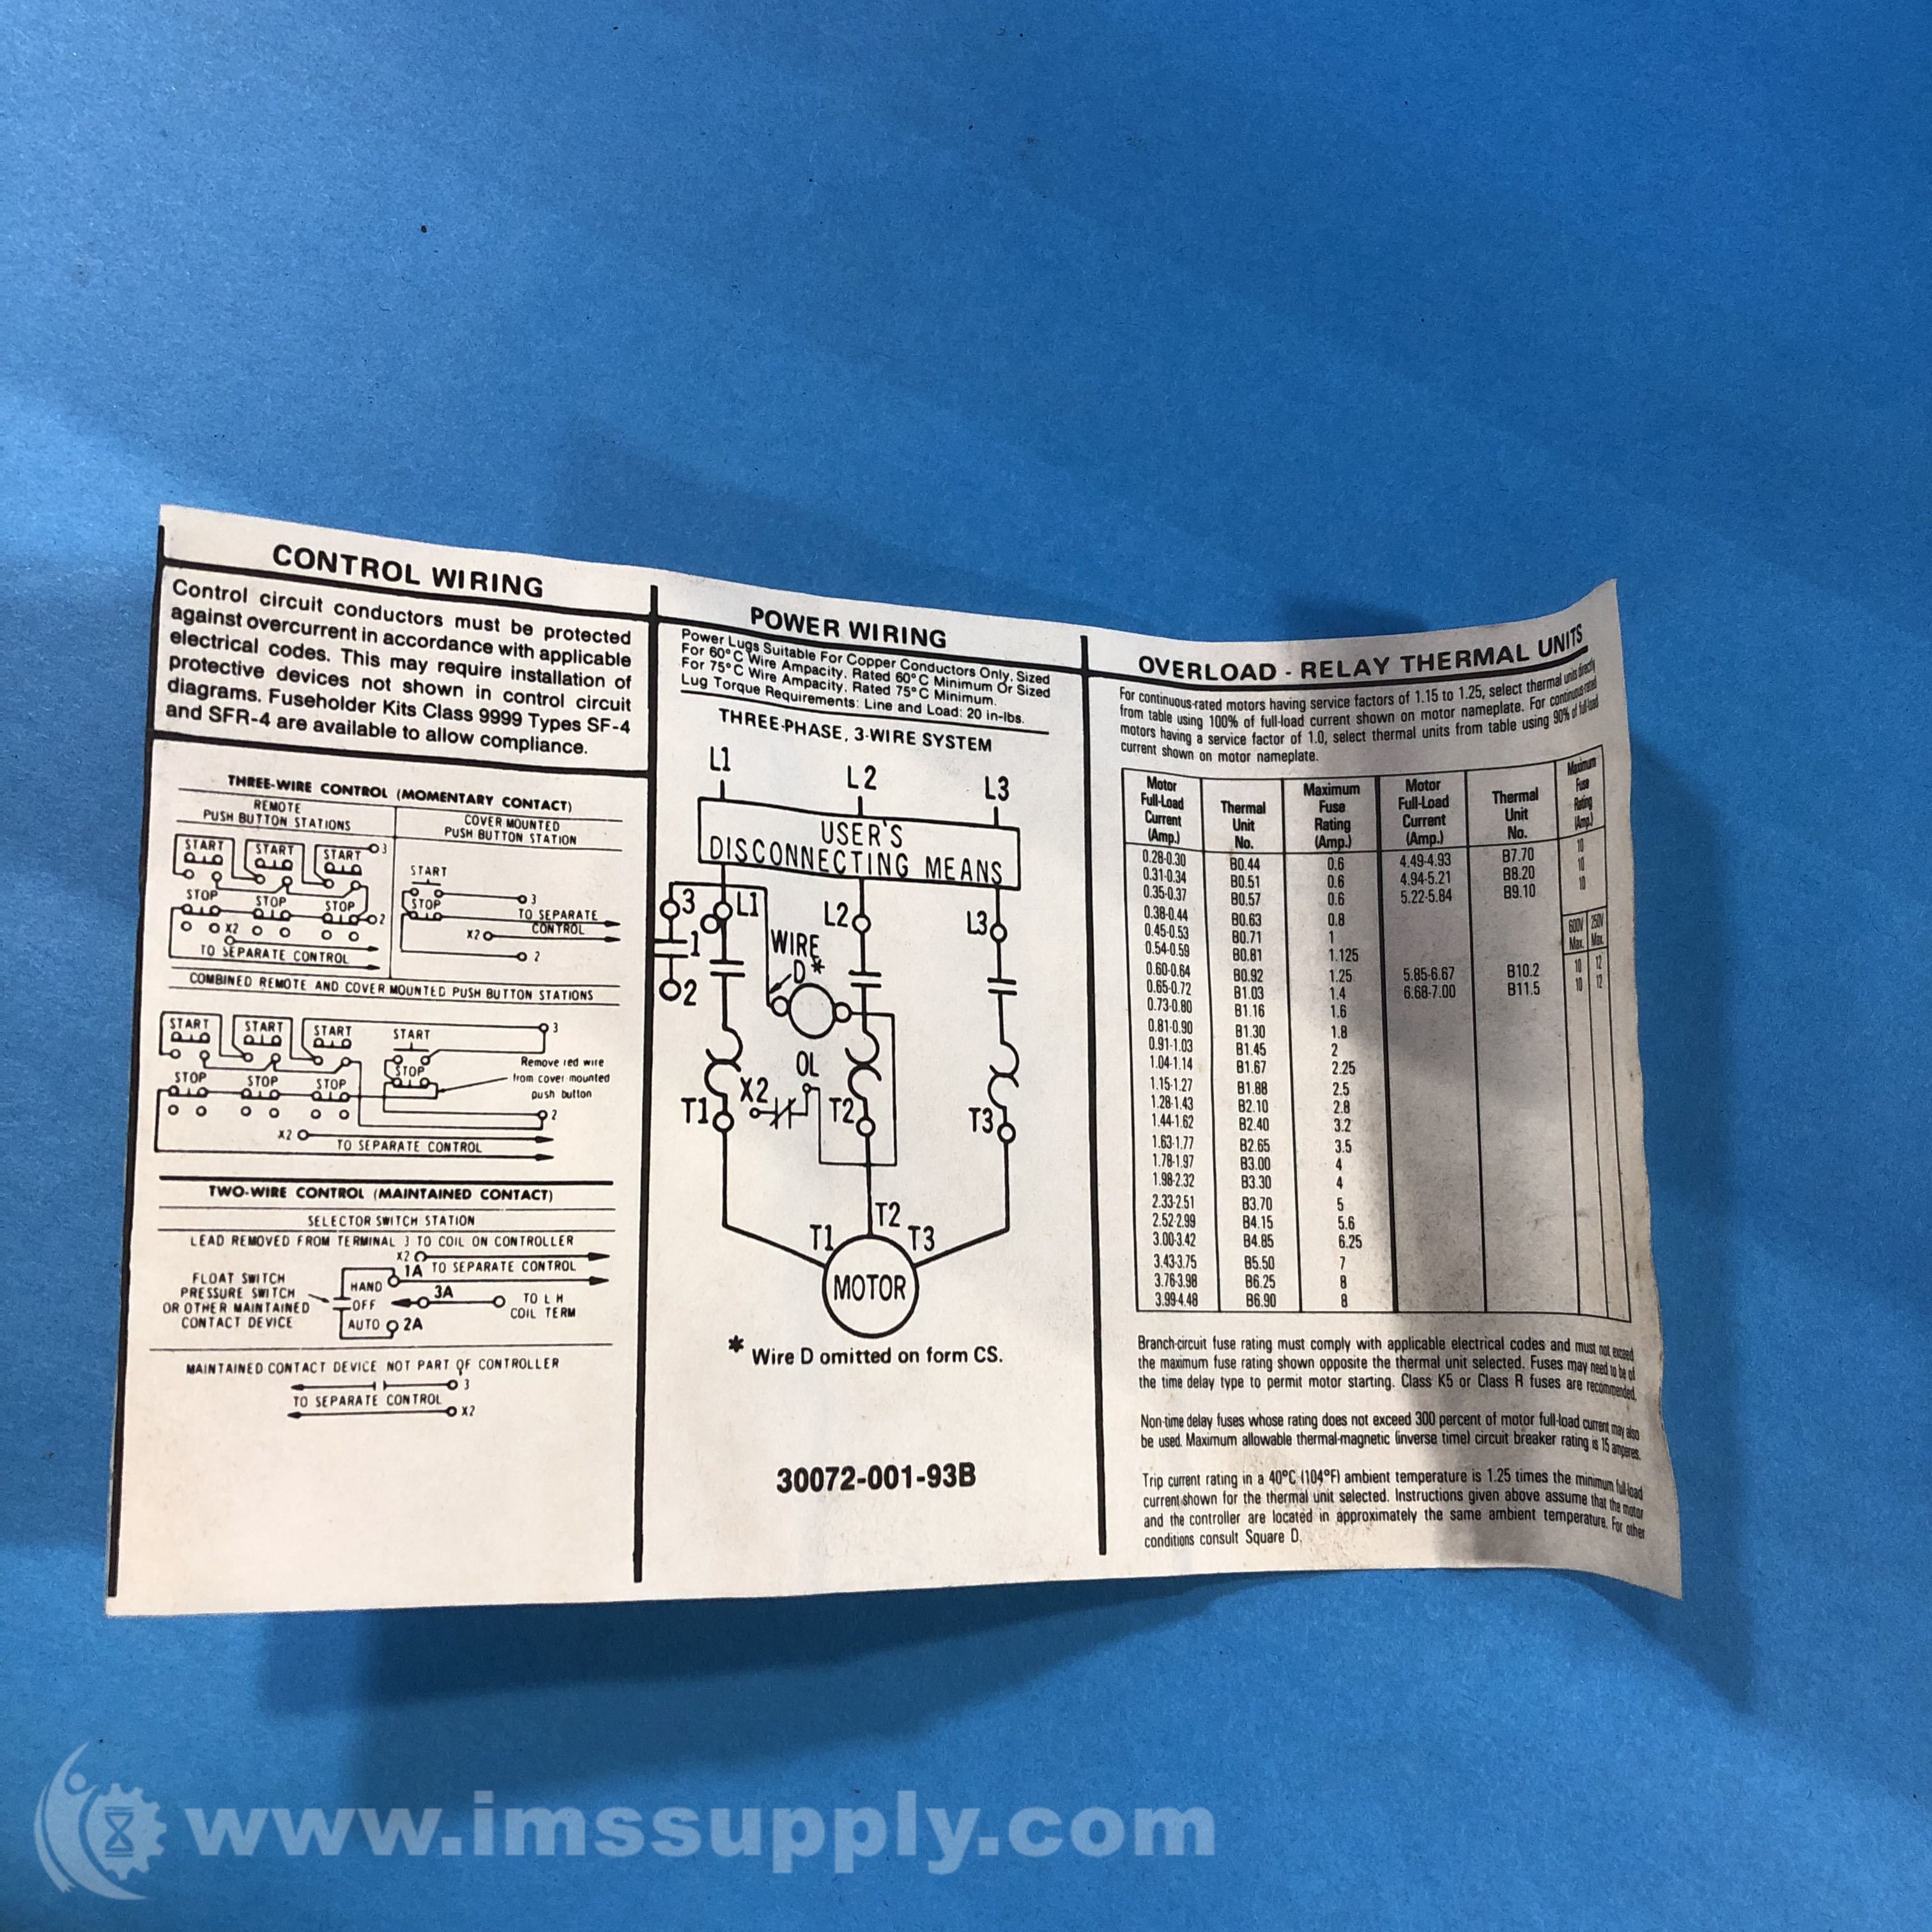 CONTROL WIRING
Control circuit conductors must be protected
against overcurrent in accordance with applicable
electrical codes. This may require installation of
protective devices not shown in control circuit
diagrams. Fuseholder Kits Class 9999 Types SF-4
and SFR-4 are available to allow compliance.
THREE-WIRE CONTROL (MOMENTARY CONTACT)
REMOTE
PUSH BUTTON STATIONS
START START START 3
STOP STOP STOP 2
X2
TO SEPARATE CONTROL
COVER MOUNTED
PUSH BUTTON STATION
START
STOP
3
TO SEPARATE
CONTROL
X2
2
COMBINED REMOTE AND COVER MOUNTED PUSH BUTTON STATIONS
START START START START 3
STOP STOP STOP STOP
Remove red wire
from cover mounted
push button
2
X2
TO SEPARATE CONTROL
TWO-WIRE CONTROL (MAINTAINED CONTACT)
SELECTOR SWITCH STATION
LEAD REMOVED FROM TERMINAL 3 TO COIL ON CONTROLLER
X2
1A TO SEPARATE CONTROL
FLOAT SWITCH
PRESSURE SWITCH
OR OTHER MAINTAINED
CONTACT DEVICE
HAND
OFF
AUTO 2A
3A
TO L H
COIL TERM
MAINTAINED CONTACT DEVICE NOT PART OF CONTROLLER
3
TO SEPARATE CONTROL
X2
POWER WIRING
Power Lugs Suitable For Copper Conductors Only, Sized
For 60°C Wire Ampacity, Rated 60°C Minimum Or Sized
For 75°C Wire Ampacity, Rated 75°C Minimum.
Lug Torque Requirements: Line and Load: 20 in-lbs.
THREE-PHASE, 3-WIRE SYSTEM
L1 L2 L3
USER'S
DISCONNECTING MEANS
3 L1 L2 L3
1 WIRE
D*
2
OL
X2
T1 T2 T3
T1 T2 T3
MOTOR
* Wire D omitted on form CS.
30072-001-93B
OVERLOAD - RELAY THERMAL UNITS
For continuous-rated motors having service factors of 1.15 to 1.25, select thermal units directly
from table using 100% of full-load current shown on motor nameplate. For continuous-rated
motors having a service factor of 1.0, select thermal units from table using 90% of full-load
current shown on motor nameplate.
Motor Full-Load Current (Amp.) Thermal Unit No. Maximum Fuse Rating (Amp.) Motor Full-Load Current (Amp.) Thermal Unit No. Maximum Fuse Rating (Amp.)
0.28-0.30 B0.44 0.6 4.49-4.93 B7.70 10
0.31-0.34 B0.51 0.6 4.94-5.21 B8.20 10
0.35-0.37 B0.57 0.6 5.22-5.84 B9.10 10
0.38-0.44 B0.63 0.8
0.45-0.53 B0.71 1 600V Max. 250V Max.
0.54-0.59 B0.81 1.125
0.60-0.64 B0.92 1.25 5.85-6.67 B10.2 10 12
0.65-0.72 B1.03 1.4 6.68-7.00 B11.5 10 12
0.73-0.80 B1.16 1.6
0.81-0.90 B1.30 1.8
0.91-1.03 B1.45 2
1.04-1.14 B1.67 2.25
1.15-1.27 B1.88 2.5
1.28-1.43 B2.10 2.8
1.44-1.62 B2.40 3.2
1.63-1.77 B2.65 3.5
1.78-1.97 B3.00 4
1.98-2.32 B3.30 4
2.33-2.51 B3.70 5
2.52-2.99 B4.15 5.6
3.00-3.42 B4.85 6.25
3.43-3.75 B5.50 7
3.76-3.98 B6.25 8
3.99-4.48 B6.90 8
Branch-circuit fuse rating must comply with applicable electrical codes and must not exceed
the maximum fuse rating shown opposite the thermal unit selected. Fuses may need to be of
the time delay type to permit motor starting. Class K5 or Class R fuses are recommended.
Non-time delay fuses whose rating does not exceed 300 percent of motor full-load current may also
be used. Maximum allowable thermal-magnetic (inverse time) circuit breaker rating is 15 amperes.
Trip current rating in a 40°C (104°F) ambient temperature is 1.25 times the minimum full-load
current shown for the thermal unit selected. Instructions given above assume that the motor
and the controller are located in approximately the same ambient temperature. For other
conditions consult Square D.
www.imssupply.com